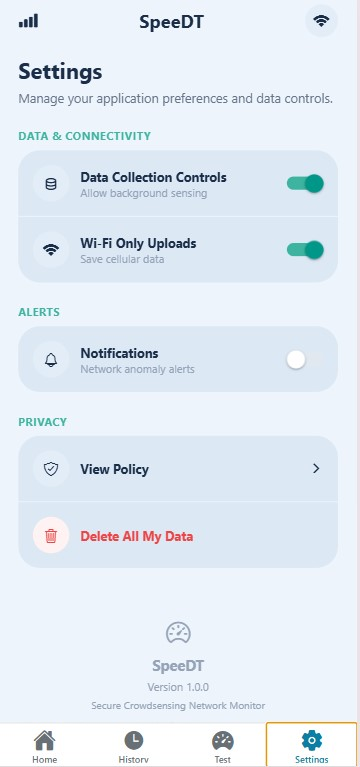 SpeeDT
Settings
Manage your application preferences and data controls.
DATA & CONNECTIVITY
Data Collection Controls
Allow background sensing
Wi-Fi Only Uploads
Save cellular data
ALERTS
Notifications
Network anomaly alerts
PRIVACY
View Policy
Delete All My Data
SpeeDT
Version 1.0.0
Secure Crowdsensing Network Monitor
Home History Test Settings